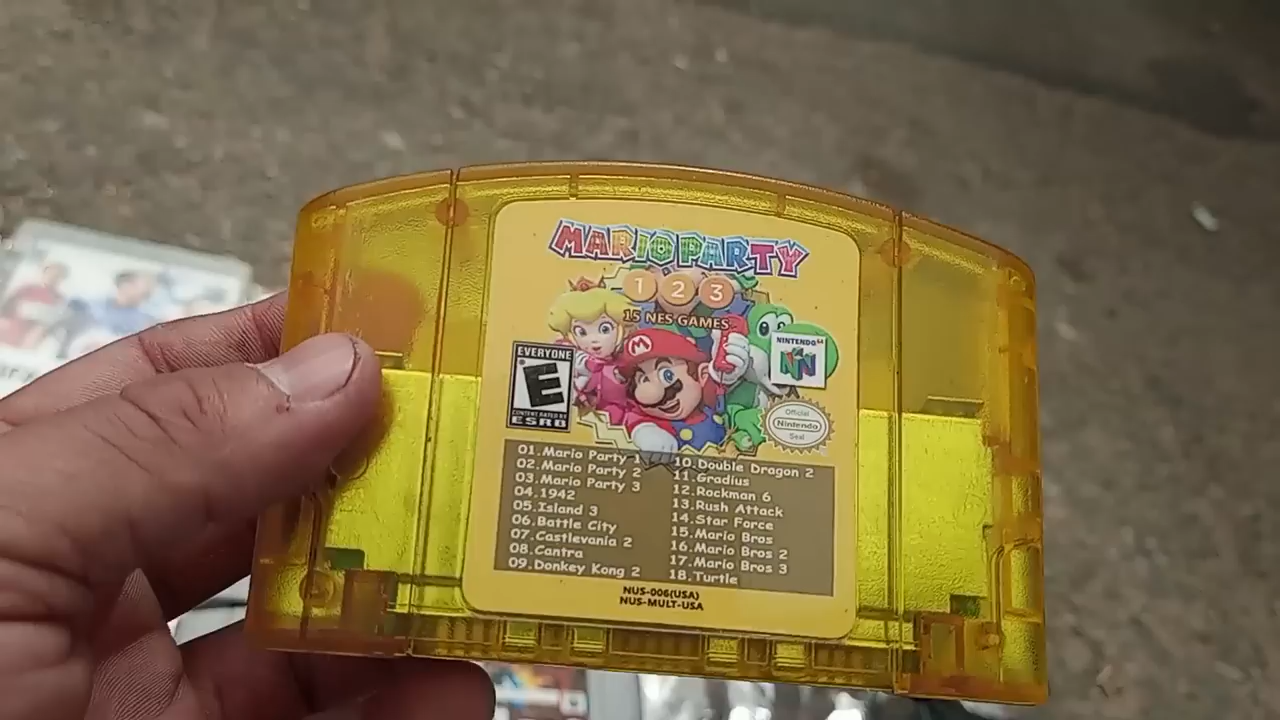 MARIO PARTY
1 2 3
15 NES GAMES
EVERYONE
E
CONTENT RATED BY
ESRB
NINTENDO 64
N
Official
Nintendo
Seal
M
01.Mario Party 1
02.Mario Party 2
03.Mario Party 3
04.1942
05.Island 3
06.Battle City
07.Castlevania 2
08.Cantra
09.Donkey Kong 2
10.Double Dragon 2
11.Gradius
12.Rockman 6
13.Rush Attack
14.Star Force
15.Mario Bros
16.Mario Bros 2
17.Mario Bros 3
18.Turtle
NUS-006(USA)
NUS-MULT-USA